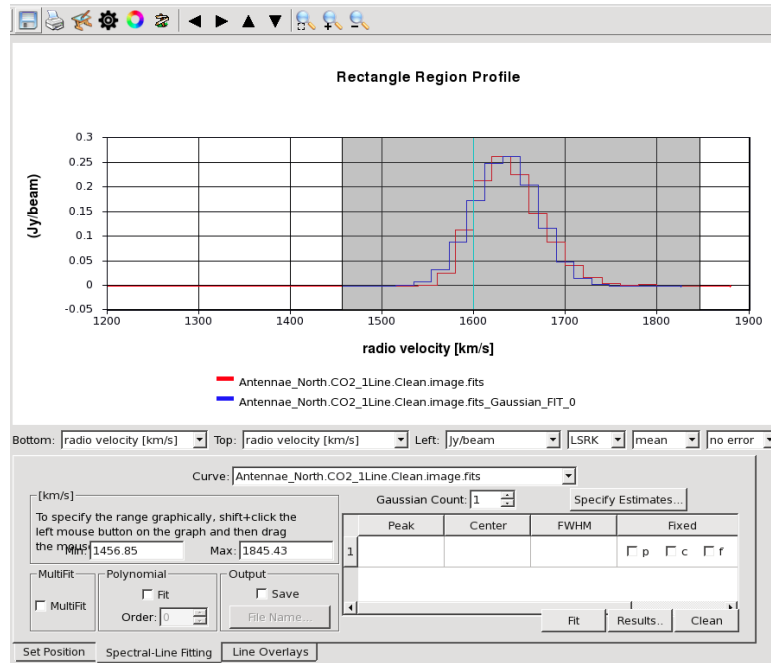 Rectangle Region Profile
(Jy/beam)
0.3
0.25
0.2
0.15
0.1
0.05
0
-0.05
1200 1300 1400 1500 1600 1700 1800 1900
radio velocity [km/s]
Antennae_North.CO2_1Line.Clean.image.fits
Antennae_North.CO2_1Line.Clean.image.fits_Gaussian_FIT_0
Bottom: radio velocity [km/s] Top: radio velocity [km/s] Left: Jy/beam LSRK mean no error
Curve: Antennae_North.CO2_1Line.Clean.image.fits
[km/s]
To specify the range graphically, shift+click the
left mouse button on the graph and then drag
the mous
Min: 1456.85 Max: 1845.43
Gaussian Count: 1 Specify Estimates...
Peak Center FWHM Fixed
1 p c f
MultiFit Polynomial Output
MultiFit Fit Save
Order: 0 File Name...
Fit Results.. Clean
Set Position Spectral-Line Fitting Line Overlays